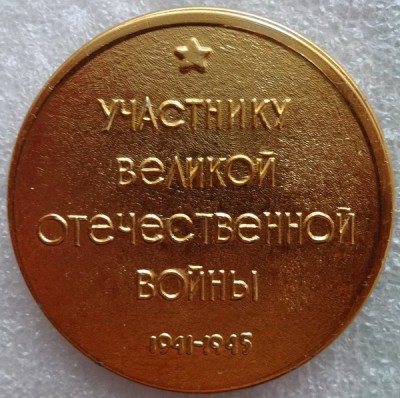 УЧАСТНИКУ
ВЕЛИКОЙ
ОТЕЧЕСТВЕННОЙ
ВОЙНЫ
1941-1945